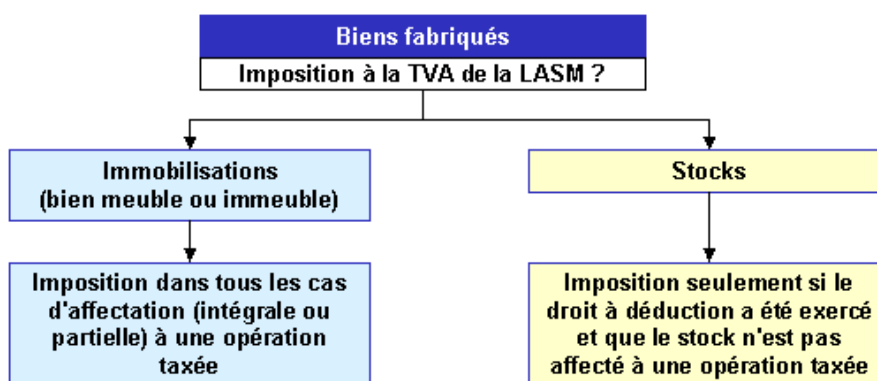 Biens fabriqués
Imposition à la TVA de la LASM ?
Immobilisations
(bien meuble ou immeuble)
Stocks
Imposition dans tous les cas
d'affectation (intégrale ou
partielle) à une opération
taxée
Imposition seulement si le
droit à déduction a été exercé
et que le stock n'est pas
affecté à une opération taxée